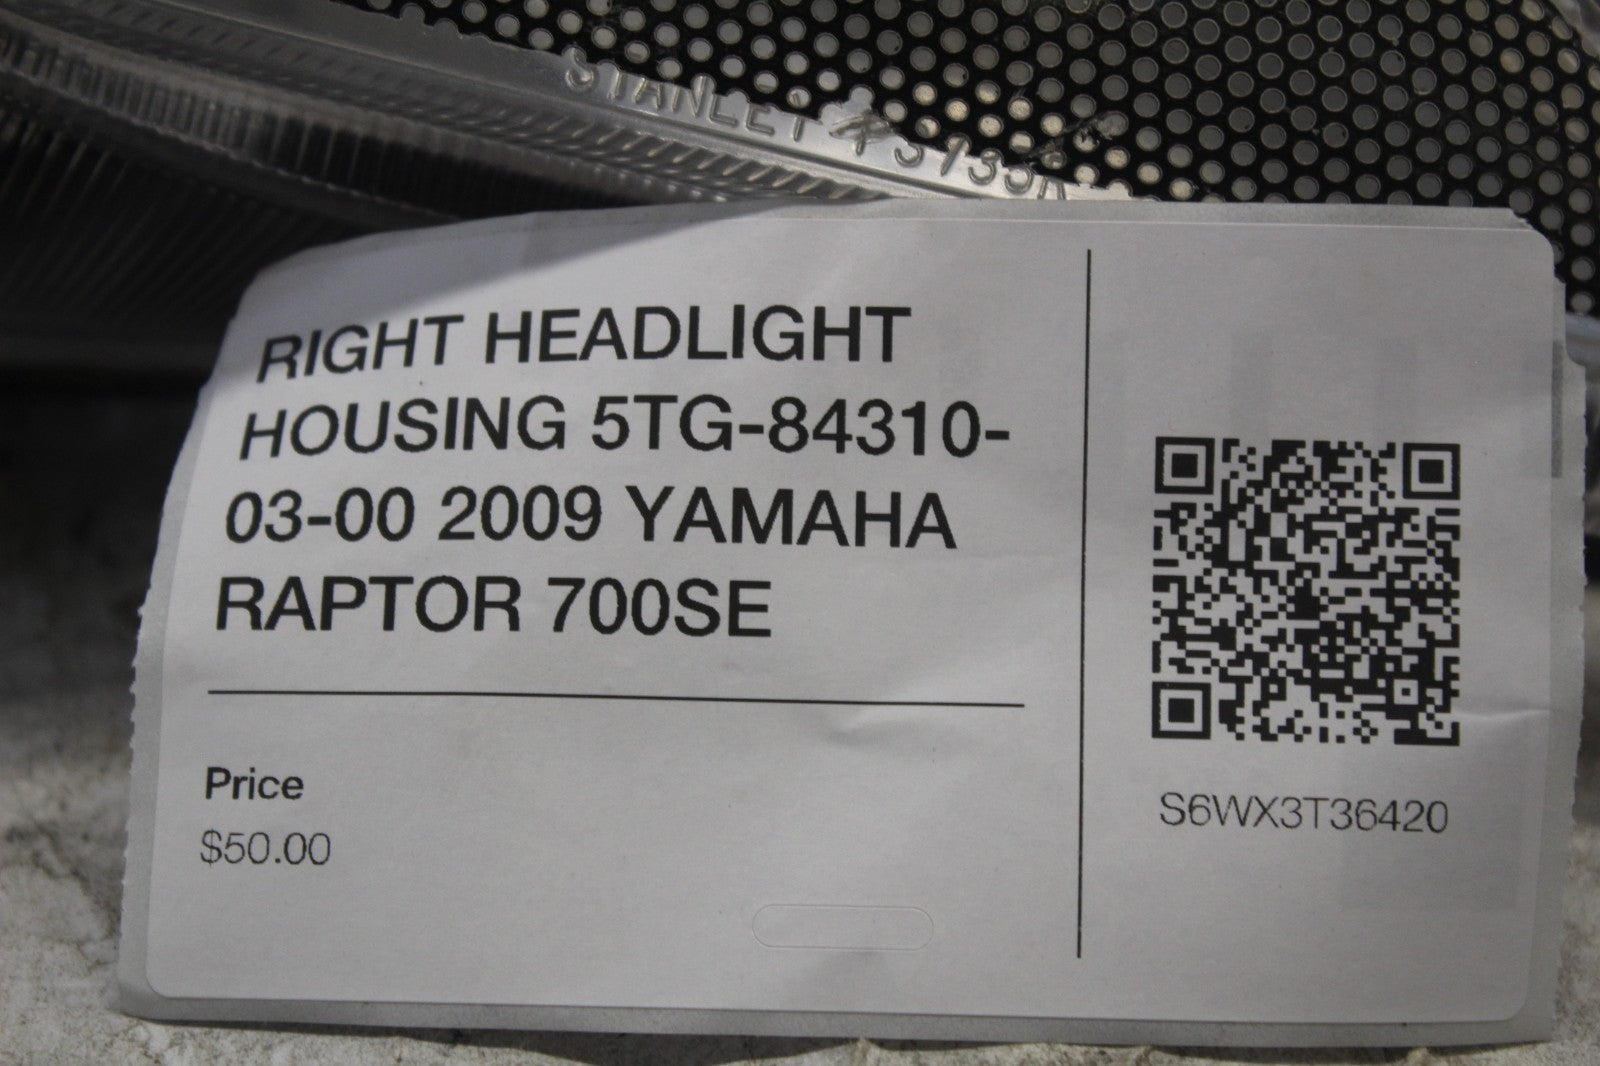 STANLEY
RIGHT HEADLIGHT
HOUSING 5TG-84310-
03-00 2009 YAMAHA
RAPTOR 700SE
Price
$50.00
S6WX3T36420